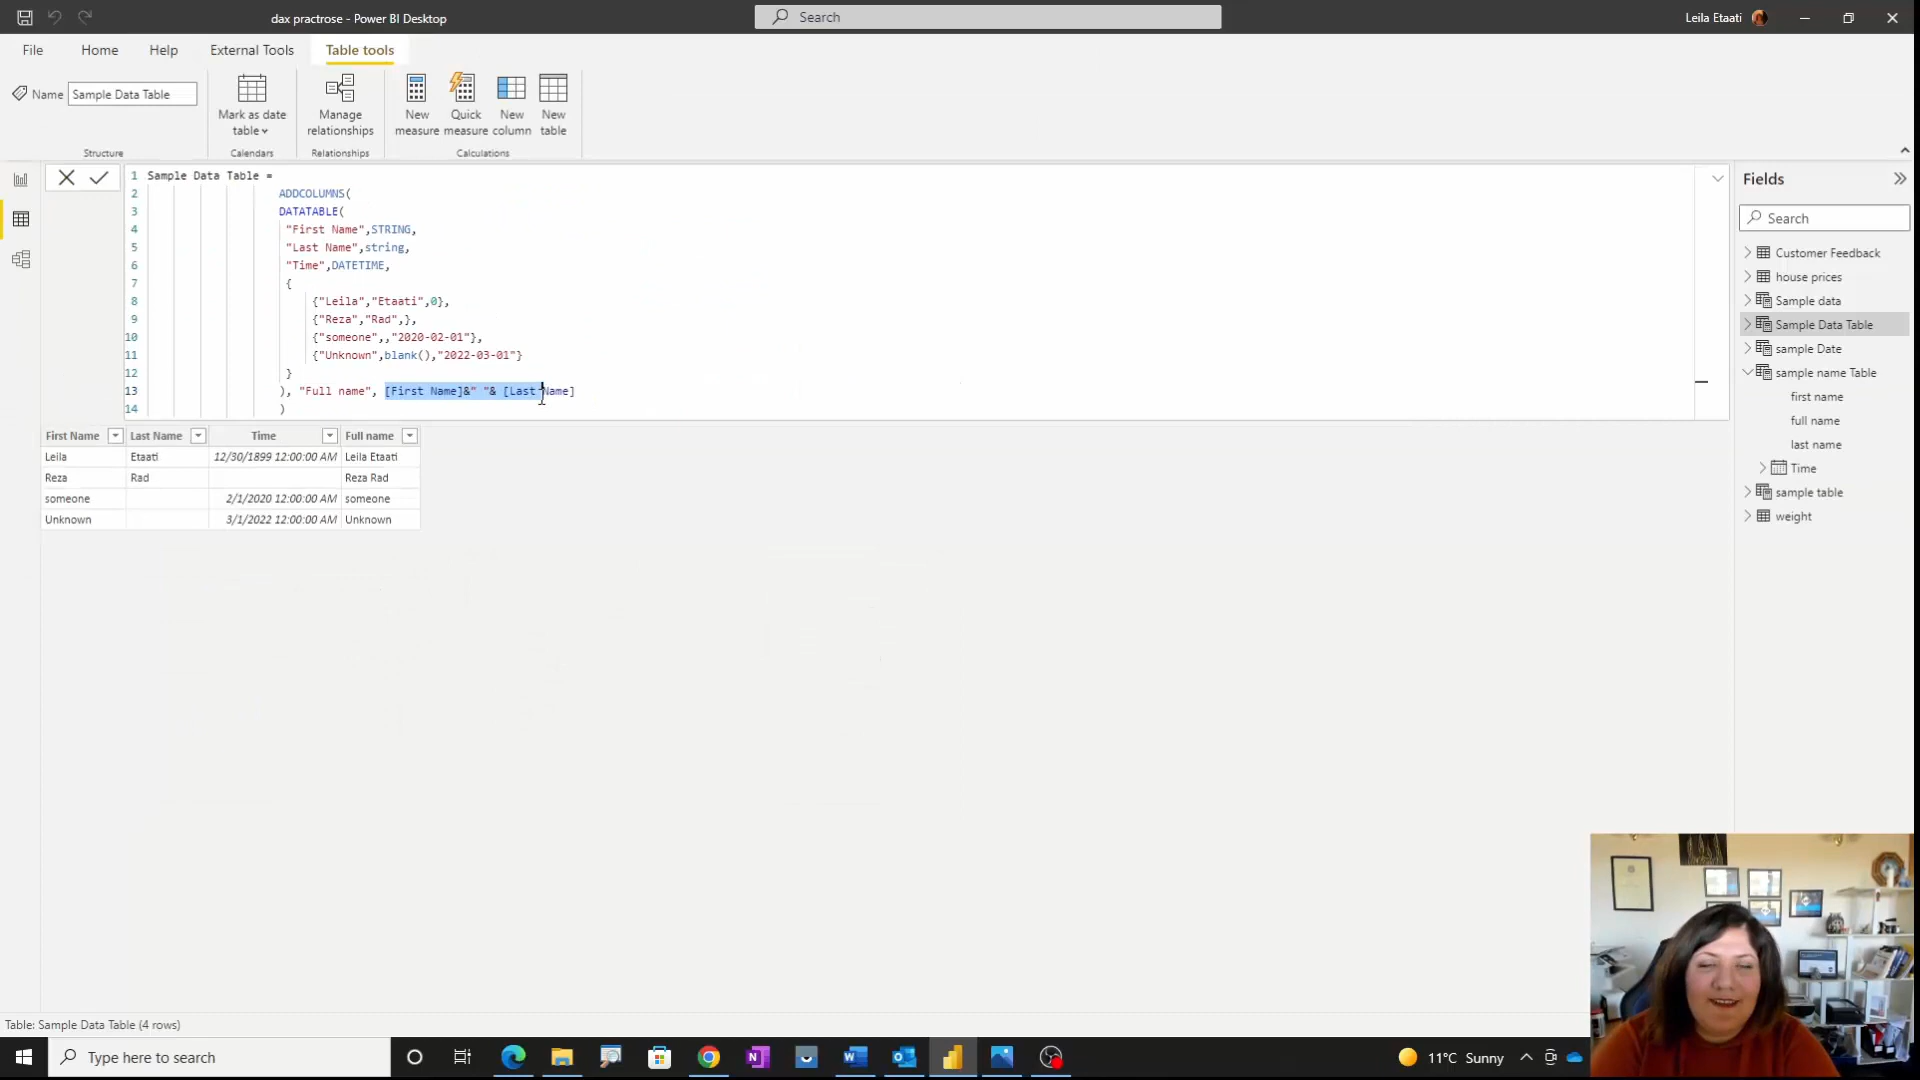 dax practrose - Power BI Desktop
Search
Leila Etaati
File Home Help External Tools Table tools
Name Sample Data Table
Mark as date table
Manage relationships
New measure
Quick measure
New column
New table
Structure
Calendars
Relationships
Calculations
1 Sample Data Table =
2 ADDCOLUMNS(
3 DATATABLE(
4 "First Name",STRING,
5 "Last Name",string,
6 "Time",DATETIME,
7 {
8 {"Leila","Etaati",0},
9 {"Reza","Rad",},
10 {"someone",,"2020-02-01"},
11 {"Unknown",blank(),"2022-03-01"}
12 }
13 ), "Full name", [First Name]&" "& [Last Name]
14 )
First Name Last Name Time Full name
Leila Etaati 12/30/1899 12:00:00 AM Leila Etaati
Reza Rad Reza Rad
someone 2/1/2020 12:00:00 AM someone
Unknown 3/1/2022 12:00:00 AM Unknown
Fields
Search
Customer Feedback
house prices
Sample data
Sample Data Table
sample Date
sample name Table
first name
full name
last name
Time
sample table
weight
Table: Sample Data Table (4 rows)
Type here to search
11°C Sunny